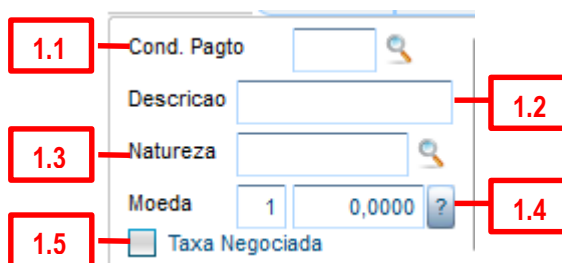 1.1 Cond. Pagto
Descricao 1.2
1.3 Natureza
Moeda 1 0,0000 ? 1.4
1.5 Taxa Negociada